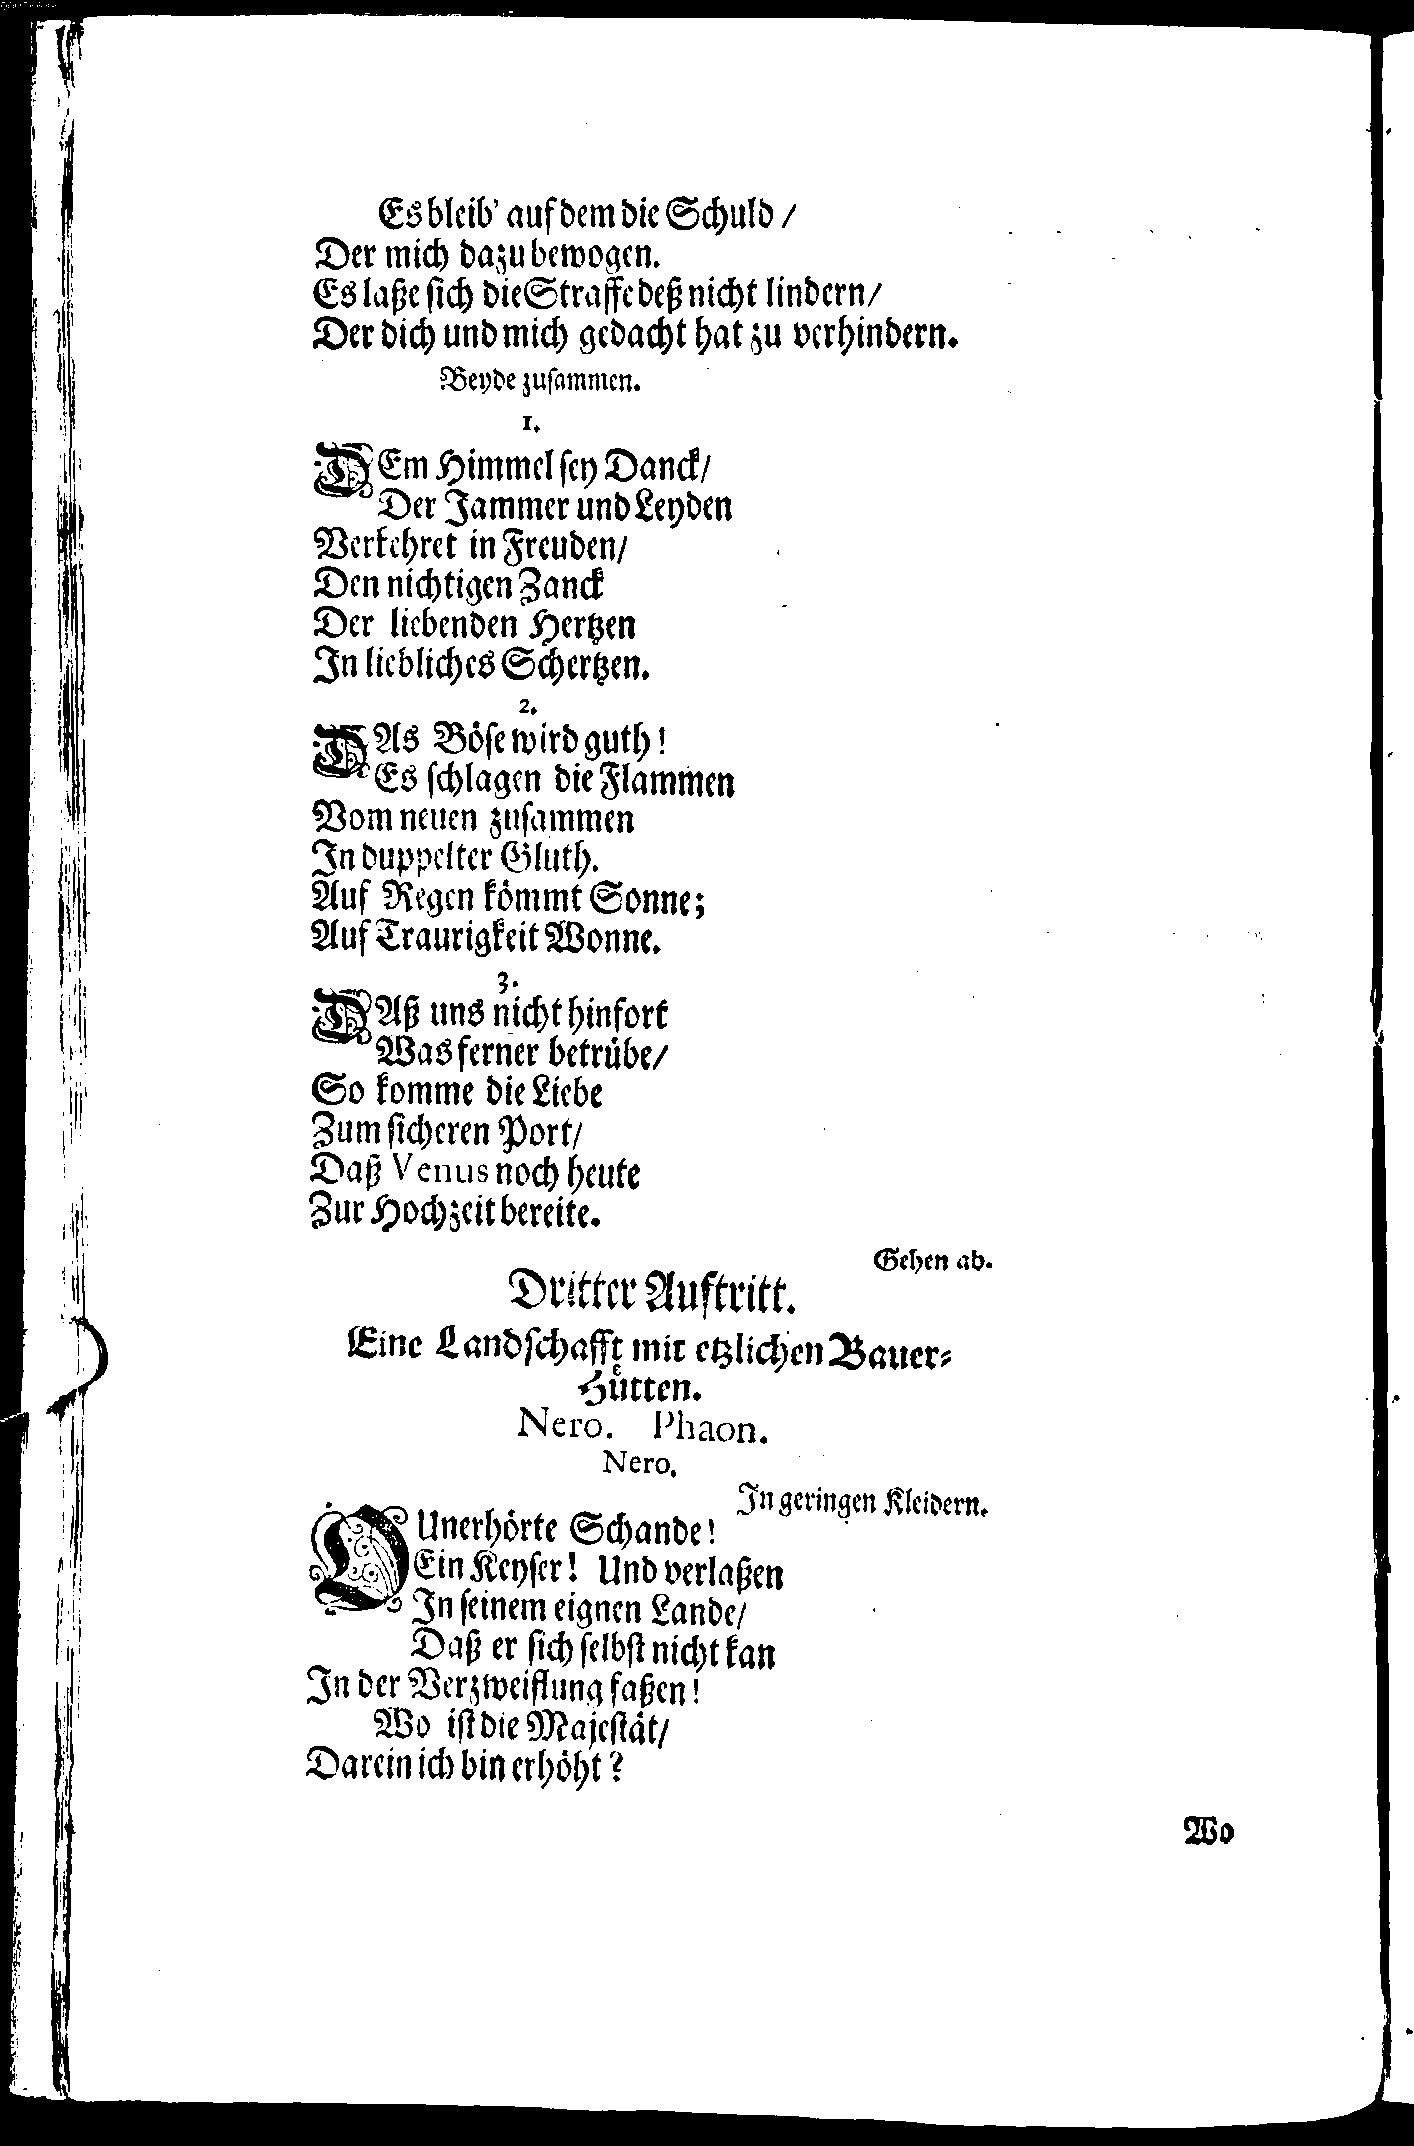 Es bleib' auf dem die Schuld /
Der mich dazu bewogen.
Es laße sich die Straffe deß nicht lindern /
Der dich und mich gedacht hat zu verhindern.
Beyde zusammen.
1.
DEm Himmel sey Danck /
Der Jammer und Leyden
Verkehret in Freuden /
Den nichtigen Zanck
Der liebenden Hertzen
In liebliches Schertzen.
2.
DAs Böse wird guth!
Es schlagen die Flammen
Vom neuen zusammen
In duppelter Gluth.
Auf Regen kömmt Sonne;
Auf Traurigkeit Wonne.
3.
DAß uns nicht hinfort
Was ferner betrübe /
So komme die Liebe
Zum sicheren Port /
Daß Venus noch heute
Zur Hochzeit bereite.
Gehen ab.
Dritter Auftritt.
Eine Landschafft mit etzlichen Bauer-
Hütten.
Nero. Phaon.
Nero.
In geringen Kleidern.
O Unerhörte Schande!
Ein Keyser! Und verlaßen
In seinem eignen Lande /
Daß er sich selbst nicht kan
In der Verzweiflung faßen!
Wo ist die Majestät /
Darein ich bin erhöht?
Wo